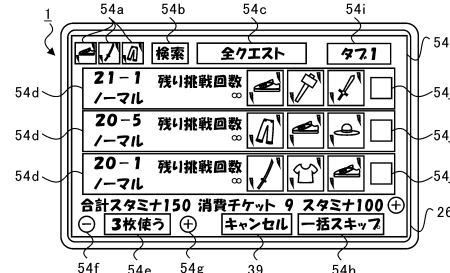 1
54a
54b
54c
54i
54
検索
全クエスト
タブ1
54d
21-1
ノーマル
残り挑戦回数
∞
54
54d
20-5
ノーマル
残り挑戦回数
∞
54
54d
20-1
ノーマル
残り挑戦回数
∞
54
合計スタミナ150 消費チケット 9 スタミナ100
26
3枚使う
キャンセル
一括スキップ
54f
54e
54g
39
54h